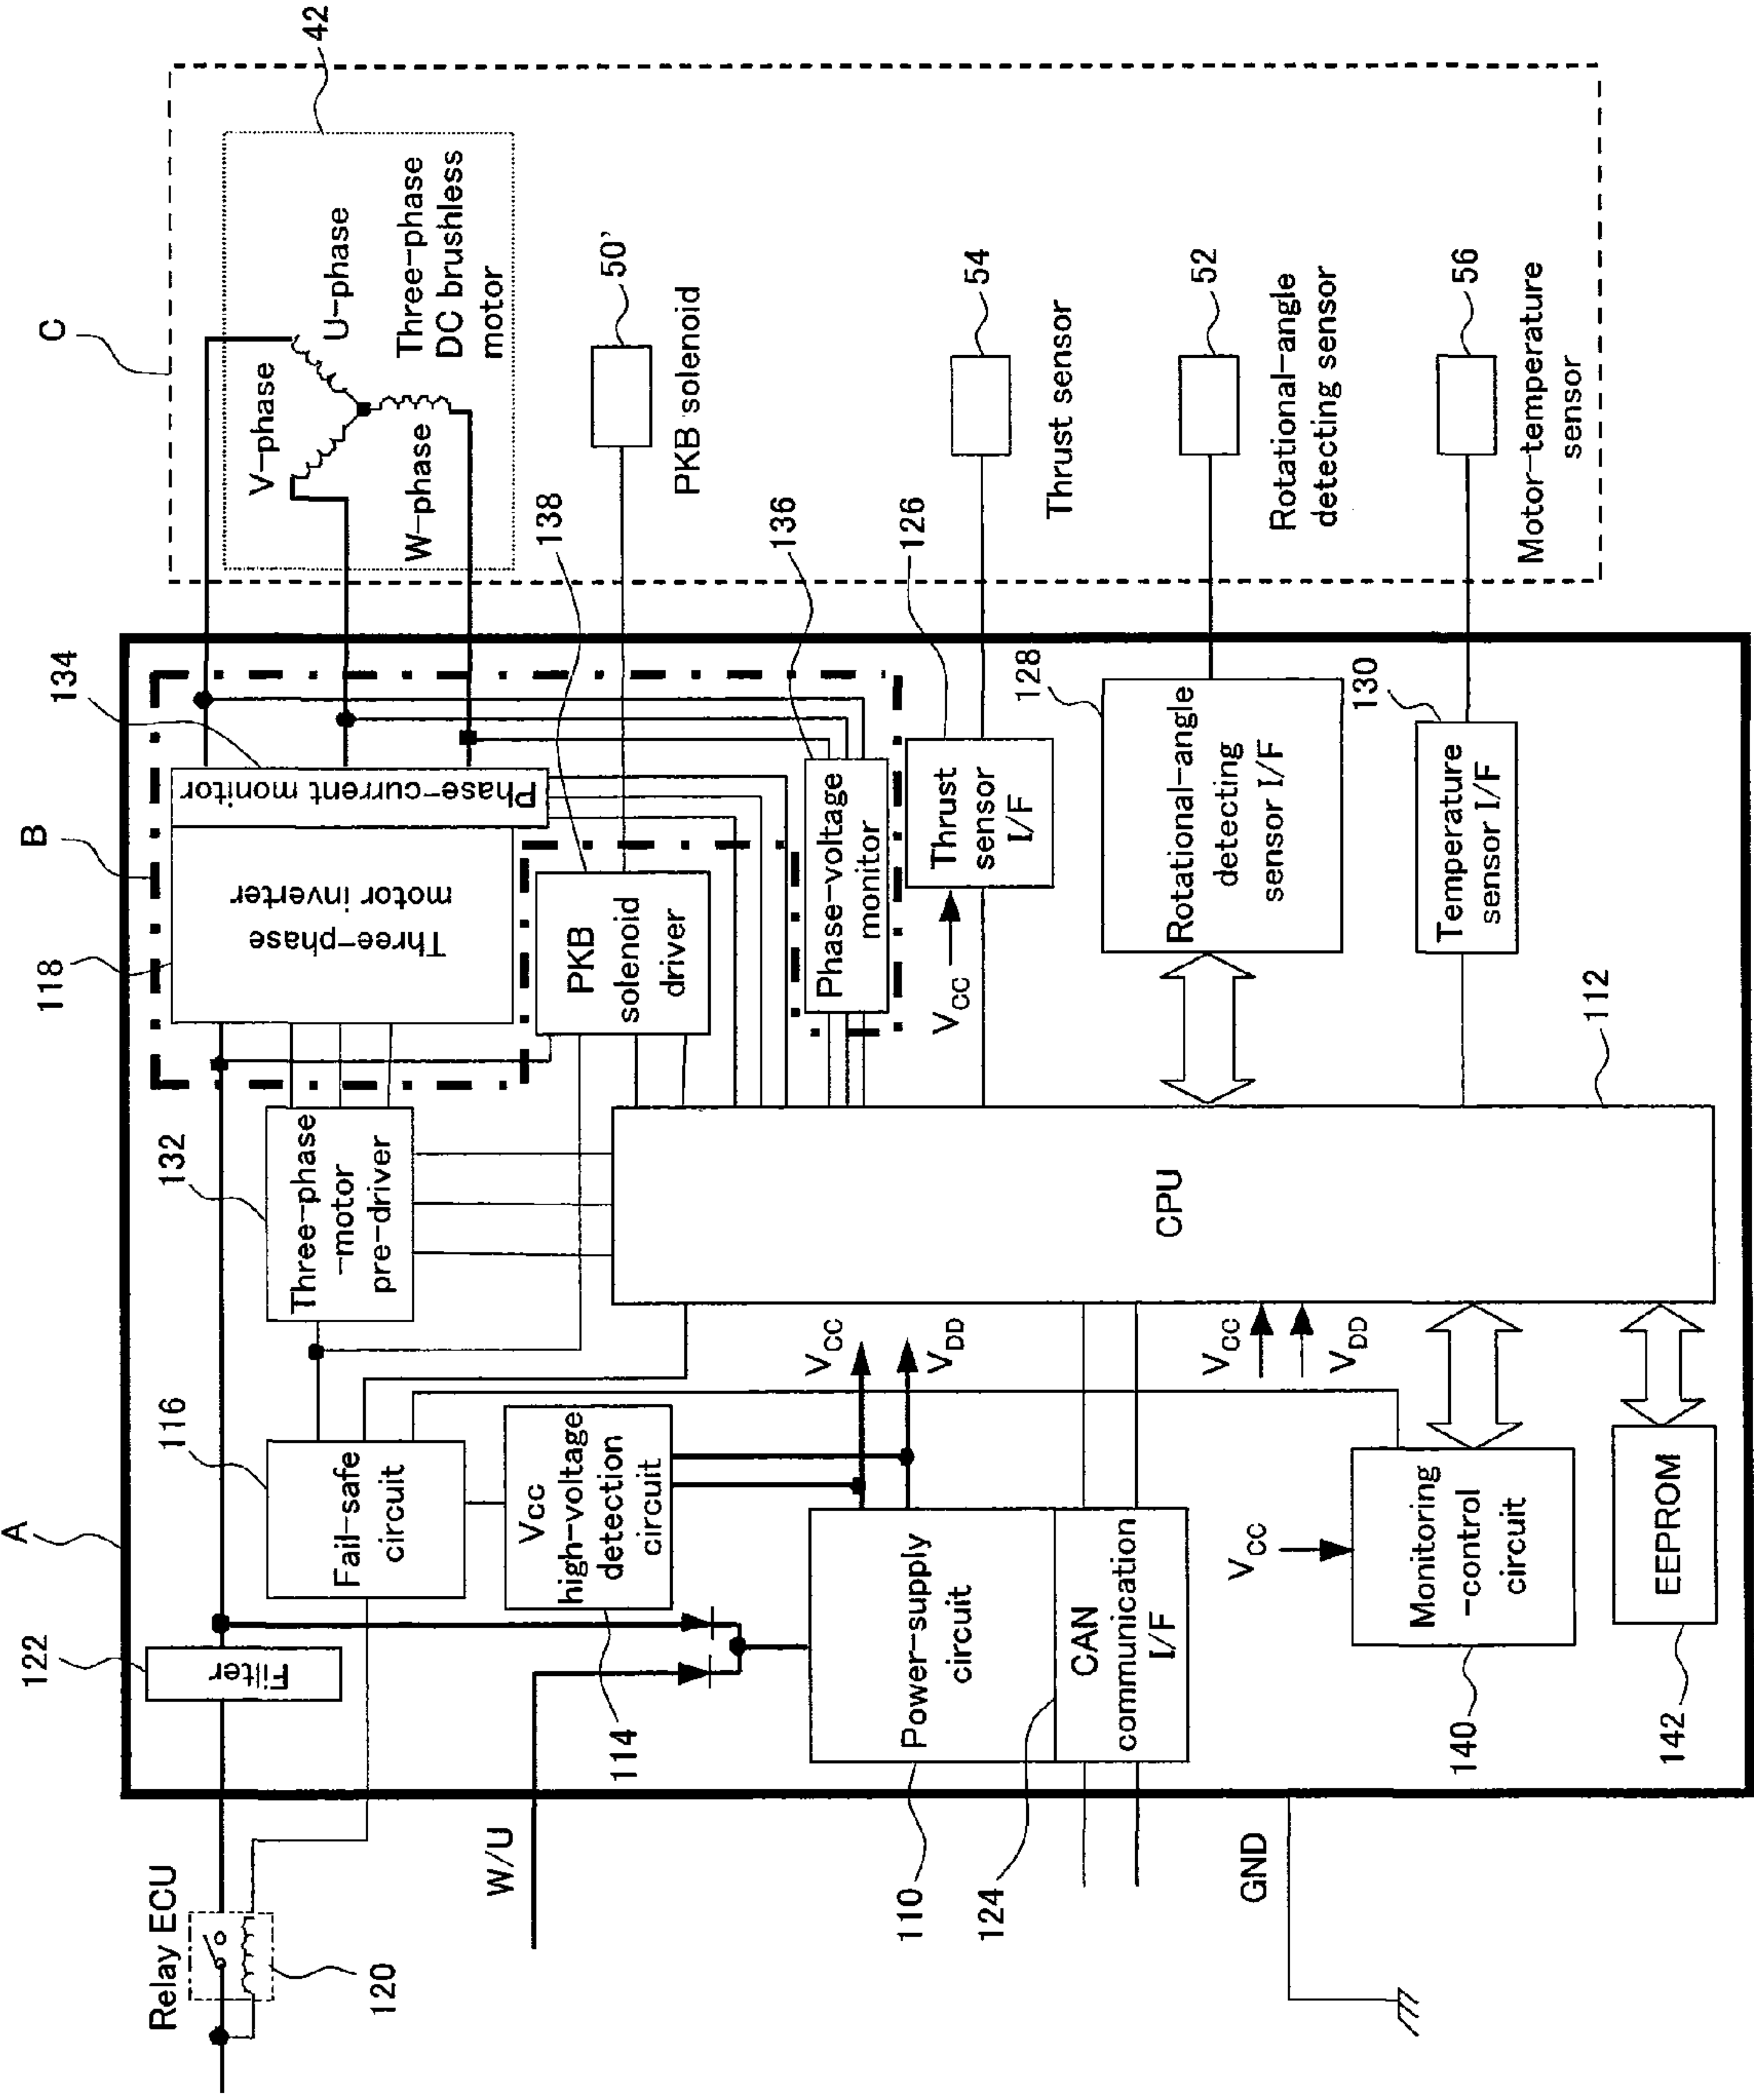 Relay ECU
120
W/U
GND
A
122
Filter
116
Fail-safe
circuit
Vcc
high-voltage
detection
circuit
114
Power-supply
circuit
110
CAN
communication
I/F
124
VCC
VDD
VCC
VDD
VCC
Monitoring
-control
circuit
140
EEPROM
142
132
Three-phase
-motor
pre-driver
CPU
112
B
118
Three-phase
motor inverter
134
Phase-current monitor
PKB
solenoid
driver
138
Phase-voltage
monitor
136
VCC
Thrust
sensor
I/F
126
Rotational-angle
detecting
sensor I/F
128
Temperature
sensor I/F
130
C
42
V-phase
U-phase
W-phase
Three-phase
DC brushless
motor
50'
PKB solenoid
54
Thrust sensor
52
Rotational-angle
detecting sensor
56
Motor-temperature
sensor